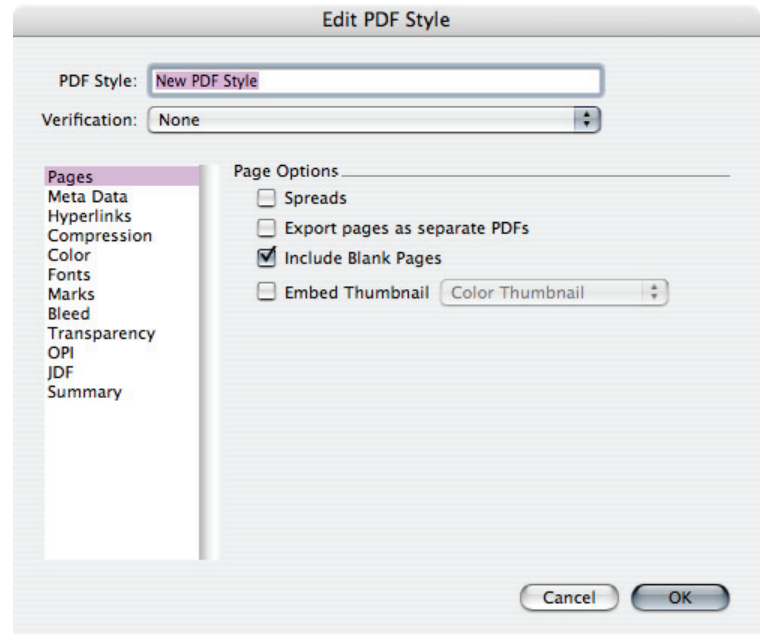 Edit PDF Style
PDF Style: New PDF Style
Verification: None
Pages
Meta Data
Hyperlinks
Compression
Color
Fonts
Marks
Bleed
Transparency
OPI
JDF
Summary
Page Options
Spreads
Export pages as separate PDFs
Include Blank Pages
Embed Thumbnail Color Thumbnail
Cancel OK